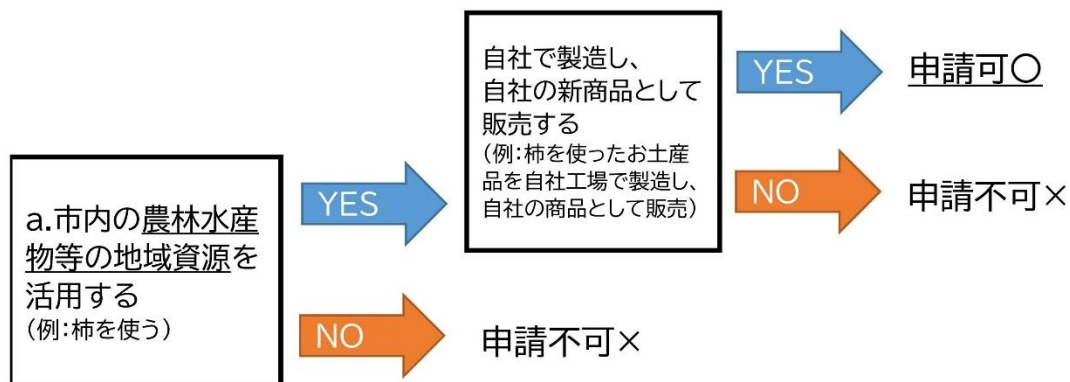 a.市内の農林水産
物等の地域資源を
活用する
(例:柿を使う)
YES
NO
申請不可×
自社で製造し、
自社の新商品として
販売する
(例:柿を使ったお土産
品を自社工場で製造し、
自社の商品として販売)
YES
申請可〇
NO
申請不可×